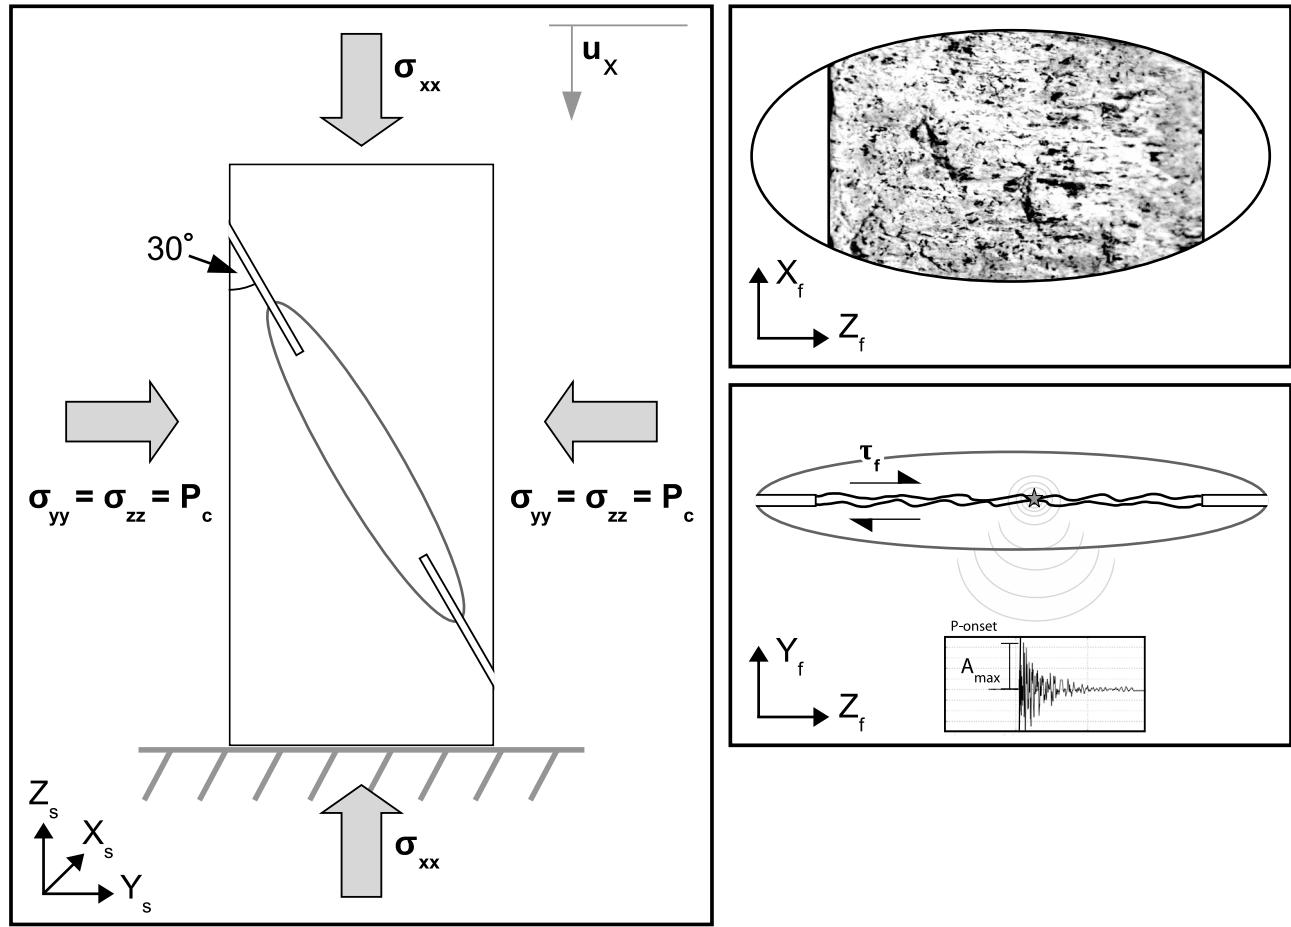 σxx
uX
30°
σyy = σzz = Pc
σyy = σzz = Pc
σxx
Zs
Xs
Ys
Xf
Zf
τf
P-onset
Amax
Yf
Zf